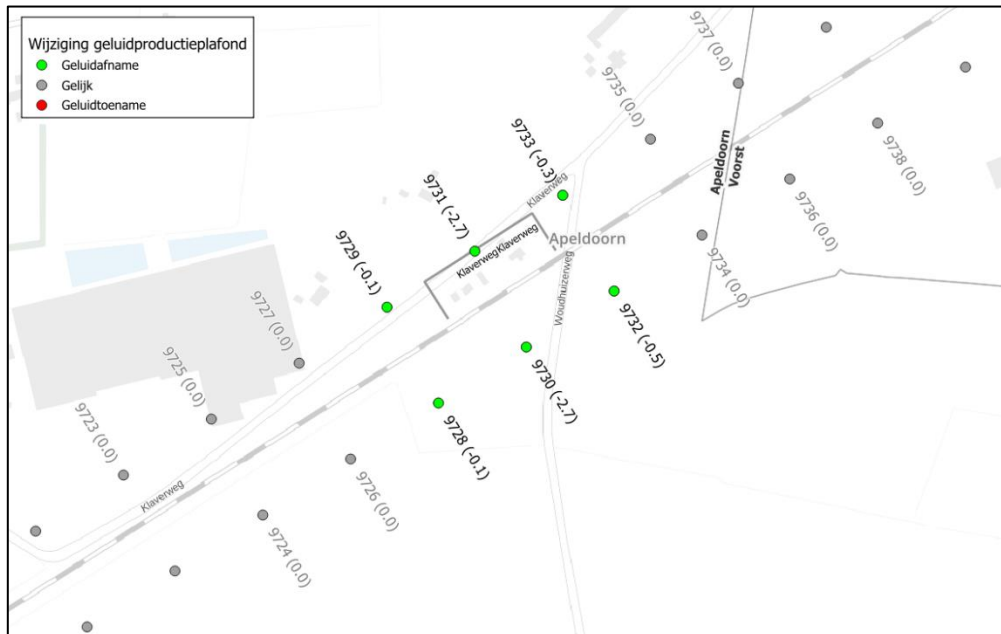 Wijziging geluidproductieplafond
Geluidafname
Gelijk
Geluidtoename
9737 (0.0)
9735 (0.0)
9733 (-0.3)
9731 (-2.7)
9729 (-0.1)
9727 (0.0)
9725 (0.0)
9723 (0.0)
Apeldoorn
Voorst
9738 (0.0)
9736 (0.0)
9734 (0.0)
9732 (-0.5)
9730 (-2.7)
9728 (-0.1)
9726 (0.0)
9724 (0.0)
Klaverweg
KlaverwegKlaverweg
Apeldoorn
Woudhuizerweg
Klaverweg